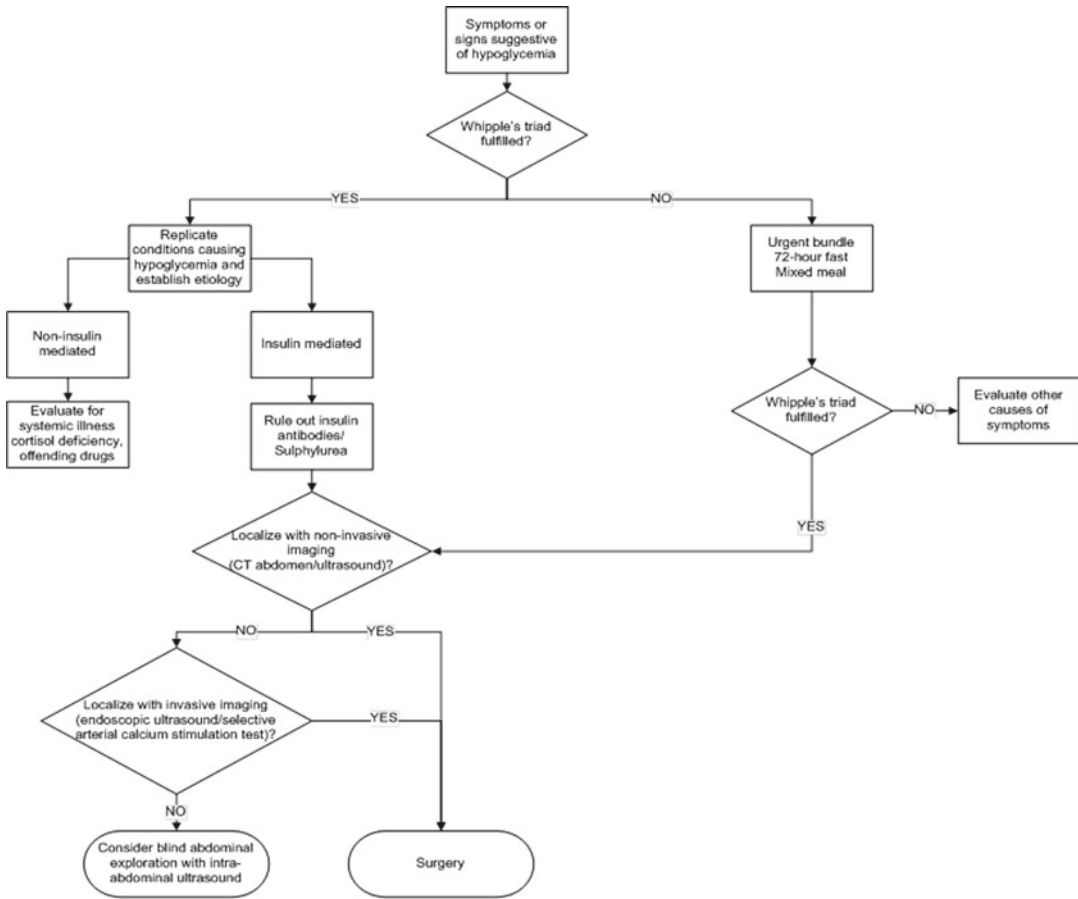 Symptoms or
signs suggestive
of hypoglycemia
Whipple's triad
fulfilled?
YES
NO
Replicate
conditions causing
hypoglycemia and
establish etiology
Urgent bundle
72-hour fast
Mixed meal
Non-insulin
mediated
Insulin mediated
Evaluate for
systemic illness
cortisol deficiency,
offending drugs
Rule out insulin
antibodies/
Sulphylurea
Whipple's triad
fulfilled?
NO
Evaluate other
causes of
symptoms
YES
Localize with non-invasive
imaging
(CT abdomen/ultrasound)?
NO
YES
Localize with invasive imaging
(endoscopic ultrasound/selective
arterial calcium stimulation test)?
YES
NO
Consider blind abdominal
exploration with intra-
abdominal ultrasound
Surgery